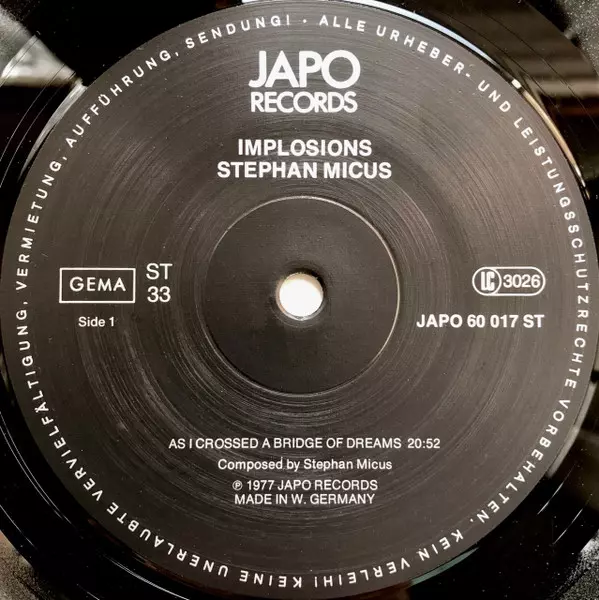 ALLE URHEBER- UND LEISTUNGSSCHUTZRECHTE VORBEHALTEN. KEIN VERLEIH! KEINE UNERLAUBTE VERVIELFÄLTIGUNG, VERMIETUNG, AUFFÜHRUNG, SENDUNG! ·
JAPO
RECORDS
IMPLOSIONS
STEPHAN MICUS
GEMA
ST
33
Side 1
LC 3026
JAPO 60 017 ST
AS I CROSSED A BRIDGE OF DREAMS 20:52
Composed by Stephan Micus
℗ 1977 JAPO RECORDS
MADE IN W. GERMANY